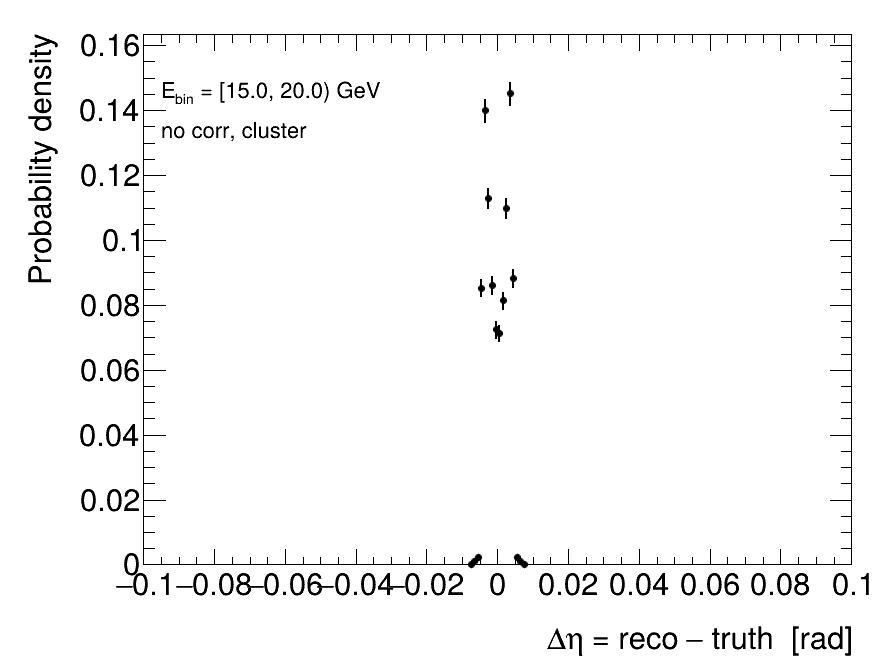 Probability density
0.16
0.14
0.12
0.1
0.08
0.06
0.04
0.02
0
E_bin = [15.0, 20.0) GeV
no corr, cluster
−0.1 −0.08 −0.06 −0.04 −0.02 0 0.02 0.04 0.06 0.08 0.1
Δη = reco − truth [rad]